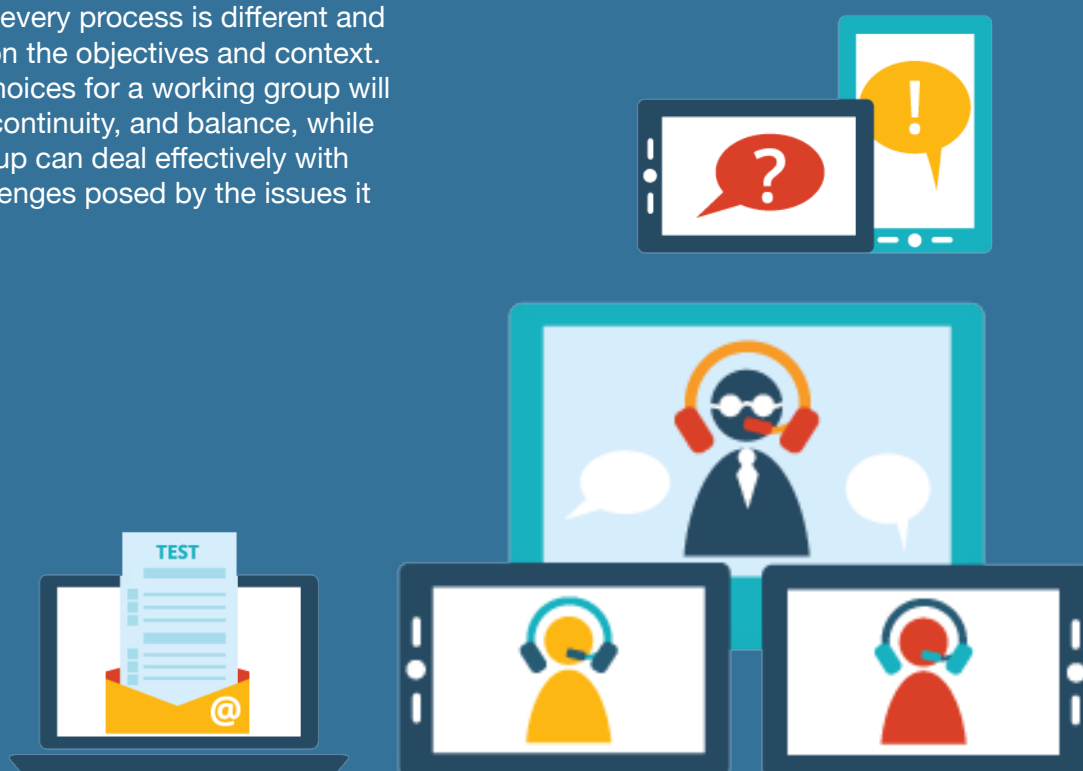 every process is different and
on the objectives and context.
hoices for a working group will
continuity, and balance, while
up can deal effectively with
enges posed by the issues it
!
?
TEST
@